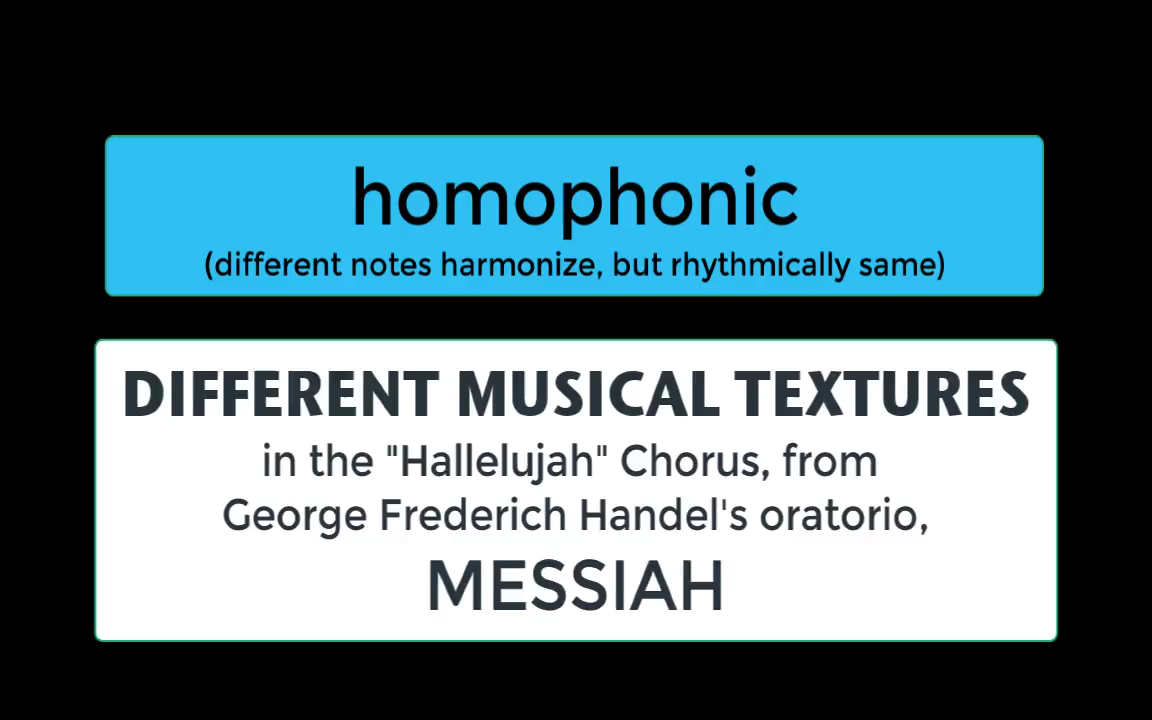 homophonic
(different notes harmonize, but rhythmically same)
DIFFERENT MUSICAL TEXTURES
in the "Hallelujah" Chorus, from
George Frederich Handel's oratorio,
MESSIAH